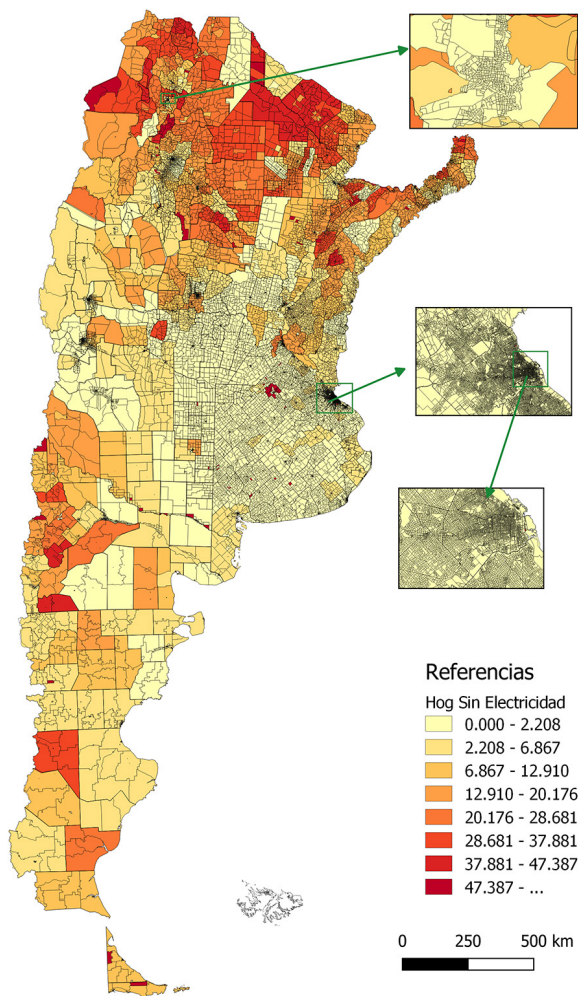 Referencias
Hog Sin Electricidad
0.000 - 2.208
2.208 - 6.867
6.867 - 12.910
12.910 - 20.176
20.176 - 28.681
28.681 - 37.881
37.881 - 47.387
47.387 - ...
0 250 500 km